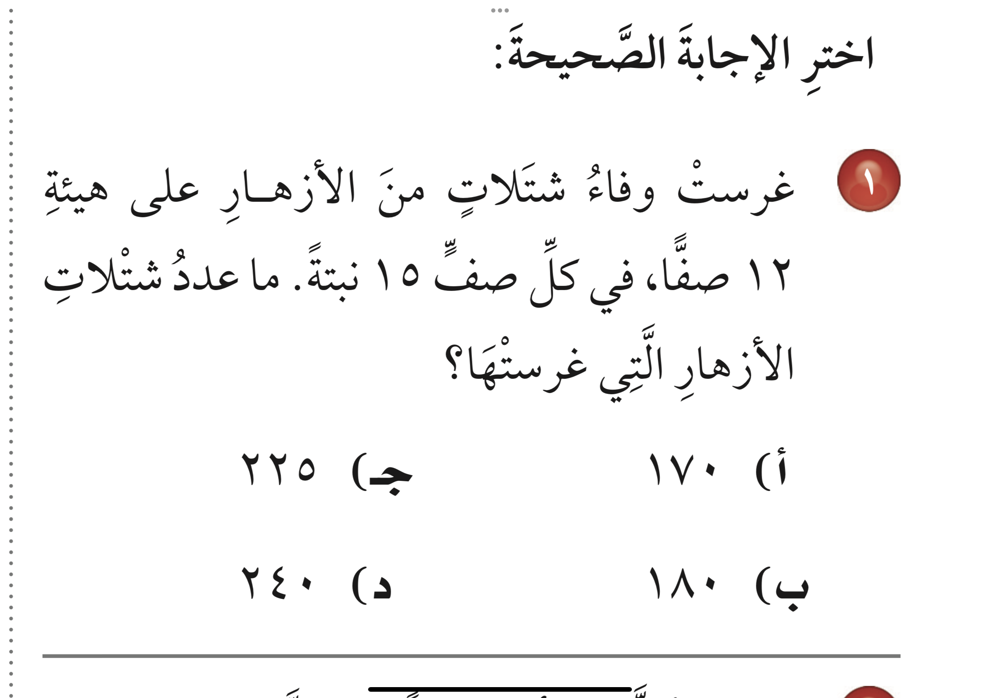 اخترِ الإجابةَ الصَّحيحةَ:
١ غرستْ وفاءُ شتَلاتٍ منَ الأزهارِ على هيئةِ
١٢ صفًّا، في كلِّ صفٍّ ١٥ نبتةً. ما عددُ شتْلاتِ
الأزهارِ الَّتِي غرستْهَا؟
أ) ١٧٠ جـ) ٢٢٥
ب) ١٨٠ د) ٢٤٠